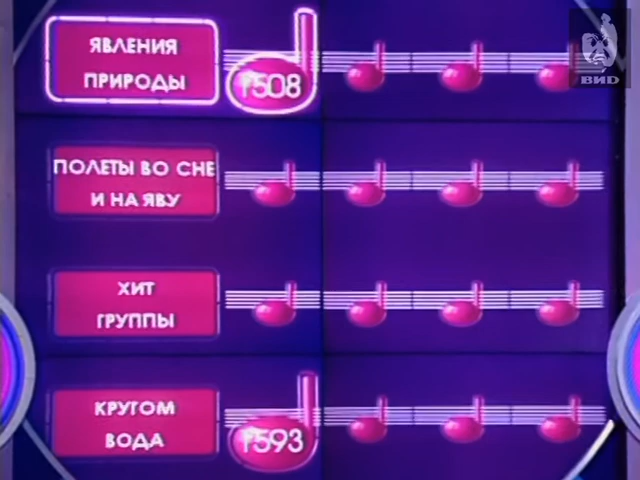 ВИD
ЯВЛЕНИЯ
ПРИРОДЫ
1508
ПОЛЕТЫ ВО СНЕ
И НА ЯВУ
ХИТ
ГРУППЫ
КРУГОМ
ВОДА
1593